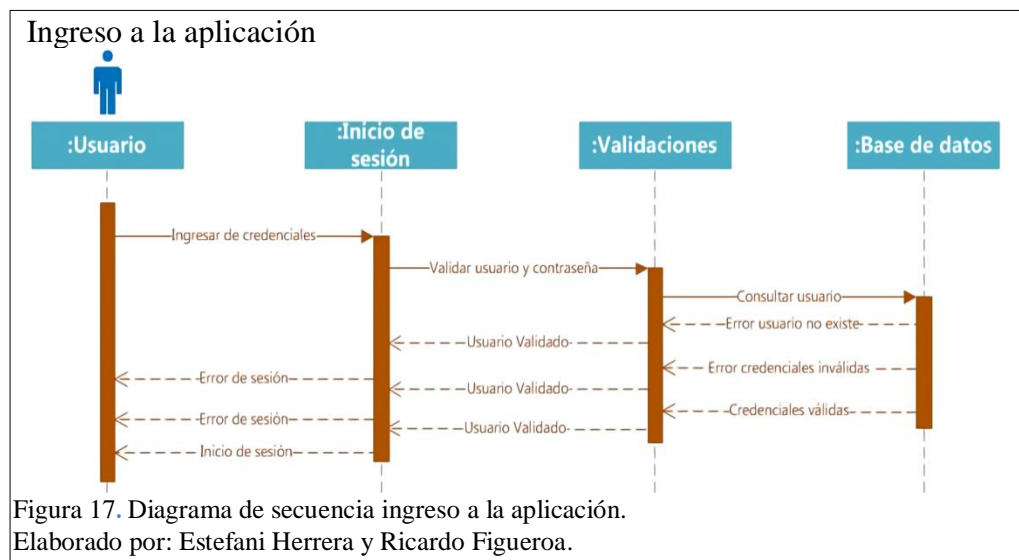 Ingreso a la aplicación
:Usuario
:Inicio de
sesión
:Validaciones
:Base de datos
Ingresar de credenciales
Validar usuario y contraseña
Consultar usuario
Error usuario no existe
Usuario Validado
Error credenciales inválidas
Error de sesión
Usuario Validado
Credenciales válidas
Error de sesión
Usuario Validado
Inicio de sesión
Figura 17. Diagrama de secuencia ingreso a la aplicación.
Elaborado por: Estefani Herrera y Ricardo Figueroa.